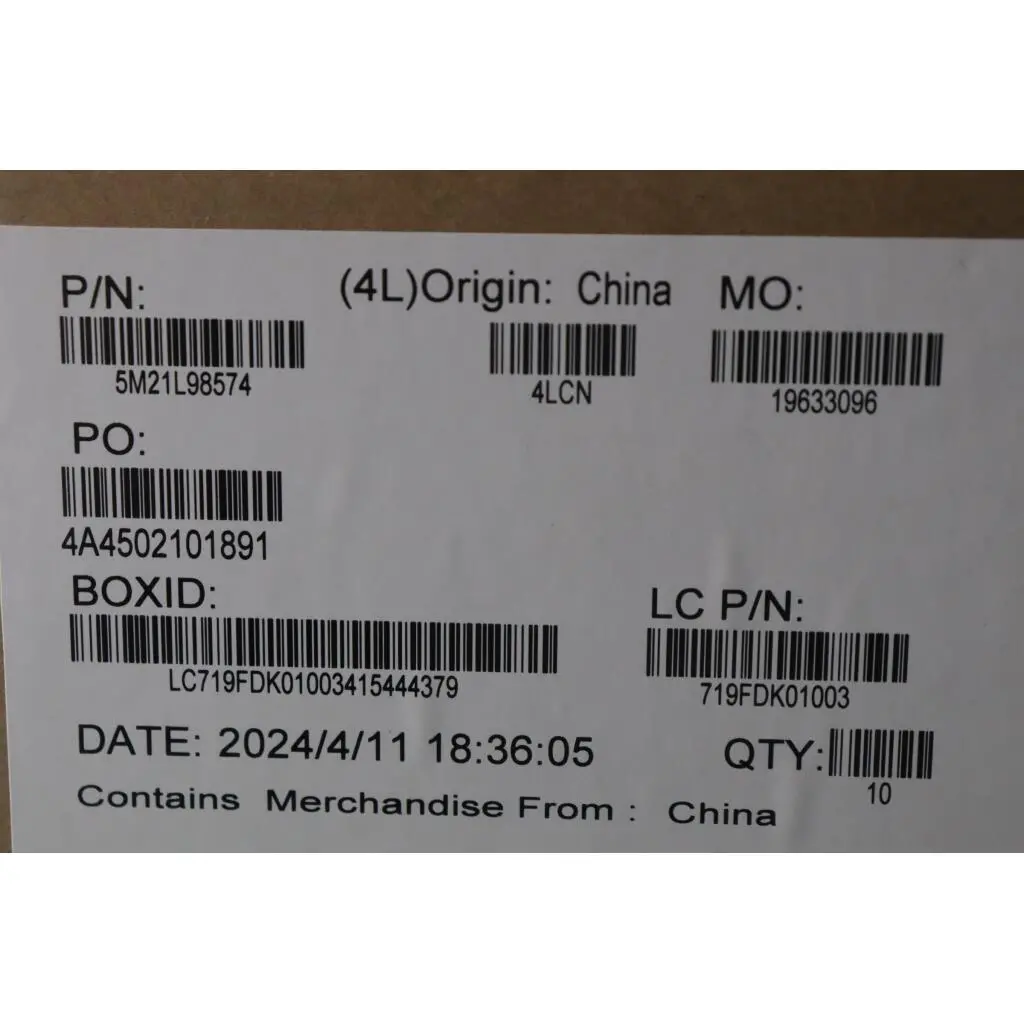 P/N: (4L)Origin: China MO:
5M21L98574 4LCN 19633096
PO:
4A4502101891
BOXID: LC P/N:
LC719FDK01003415444379 719FDK01003
DATE: 2024/4/11 18:36:05 QTY:
10
Contains Merchandise From : China